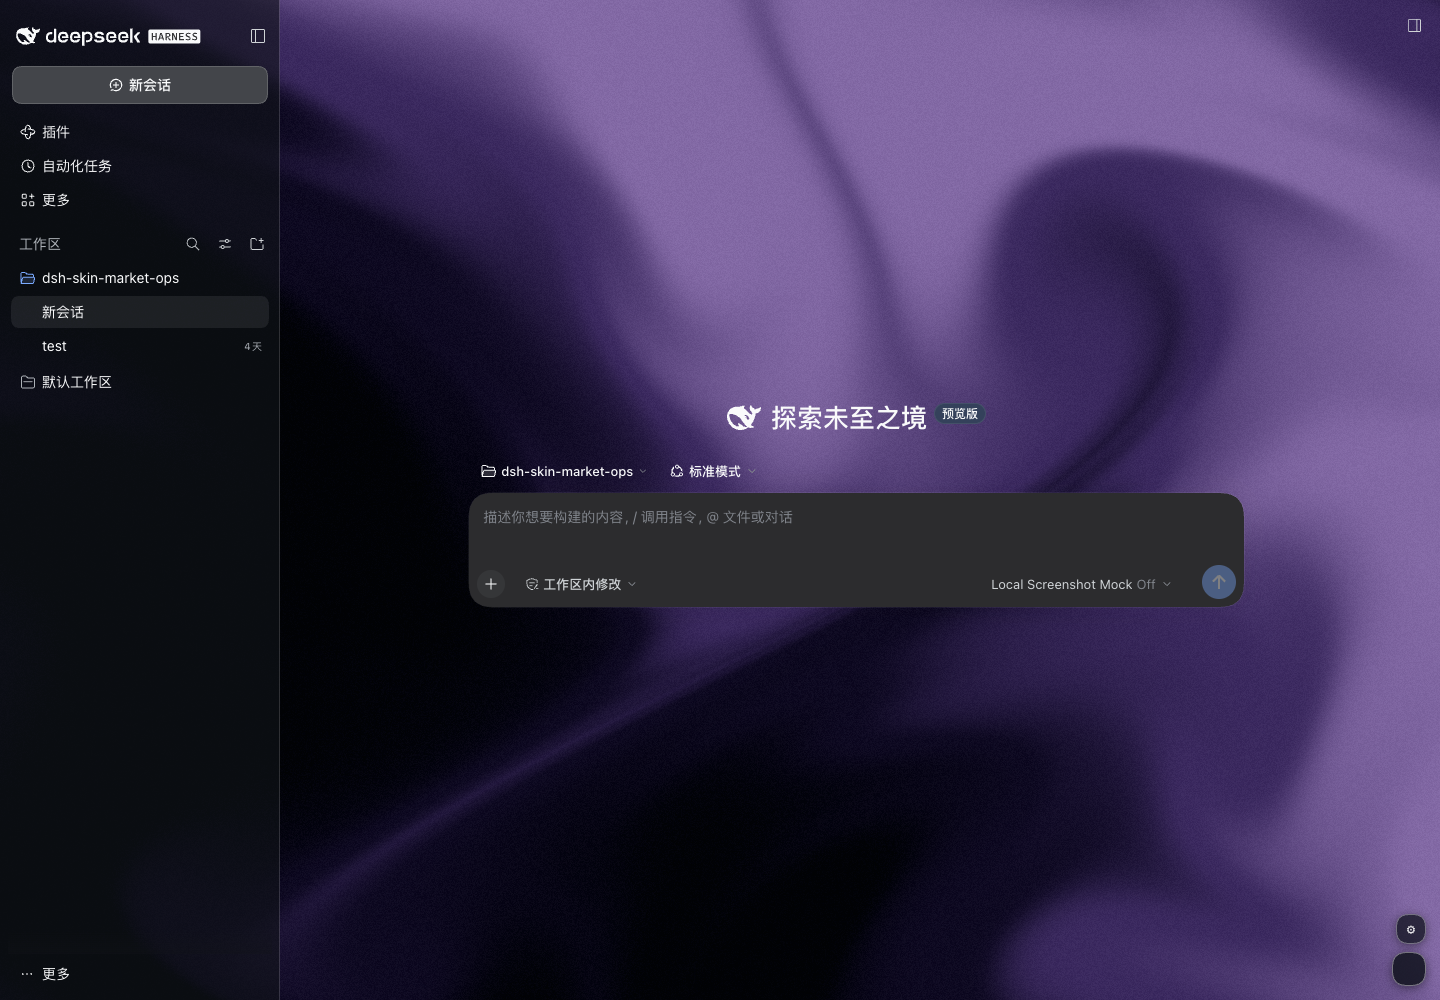 deepseek HARNESS
新会话
插件
自动化任务
更多
工作区
dsh-skin-market-ops
新会话
test 4天
默认工作区
探索未至之境 预览版
dsh-skin-market-ops 标准模式
描述你想要构建的内容, / 调用指令, @ 文件或对话
工作区内修改 Local Screenshot Mock Off
更多